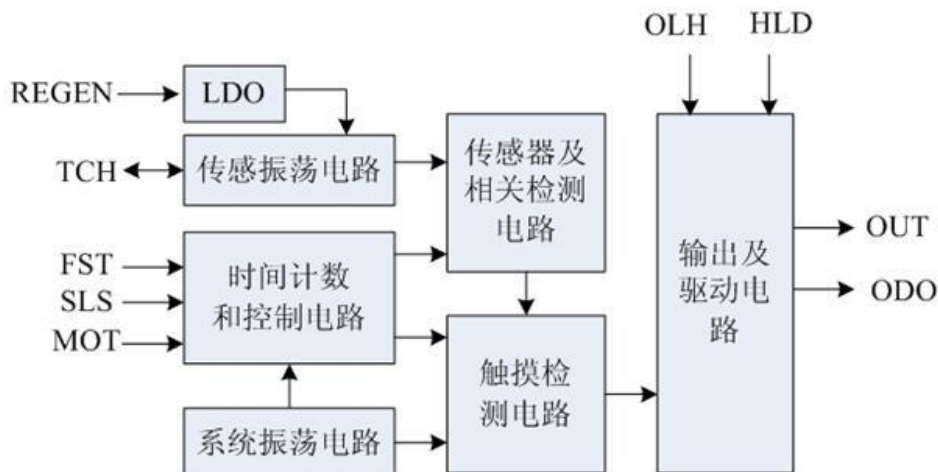 OLH
HLD
REGEN
LDO
TCH
传感振荡电路
传感器及
相关检测
电路
FST
SLS
MOT
时间计数
和控制电路
输出及
驱动电
路
OUT
ODO
触摸检
测电路
系统振荡电路